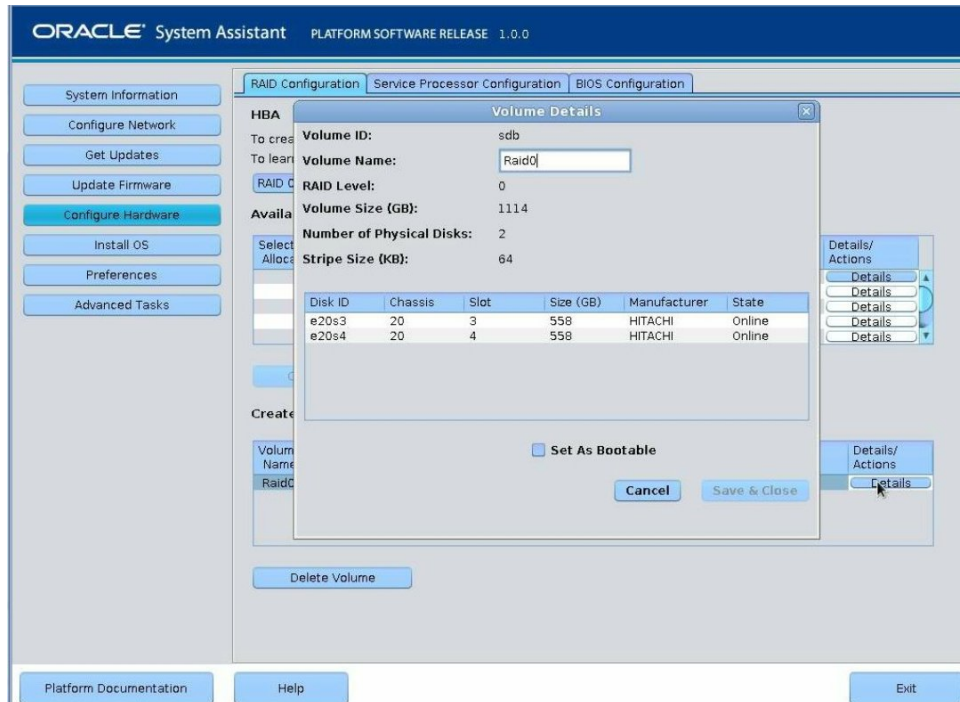 ORACLE System Assistant PLATFORM SOFTWARE RELEASE 1.0.0
System Information
Configure Network
Get Updates
Update Firmware
Configure Hardware
Install OS
Preferences
Advanced Tasks
RAID Configuration Service Processor Configuration BIOS Configuration
HBA
To crea
To learn
RAID C
Availa
Select
Alloca
Details/
Actions
Details
Details
Details
Details
Details
Create
Volum
Name
Raid0
Details/
Actions
Details
Delete Volume
Volume Details
Volume ID: sdb
Volume Name: Raid0
RAID Level: 0
Volume Size (GB): 1114
Number of Physical Disks: 2
Stripe Size (KB): 64
Disk ID Chassis Slot Size (GB) Manufacturer State
e20s3 20 3 558 HITACHI Online
e20s4 20 4 558 HITACHI Online
Set As Bootable
Cancel Save & Close
Platform Documentation Help Exit